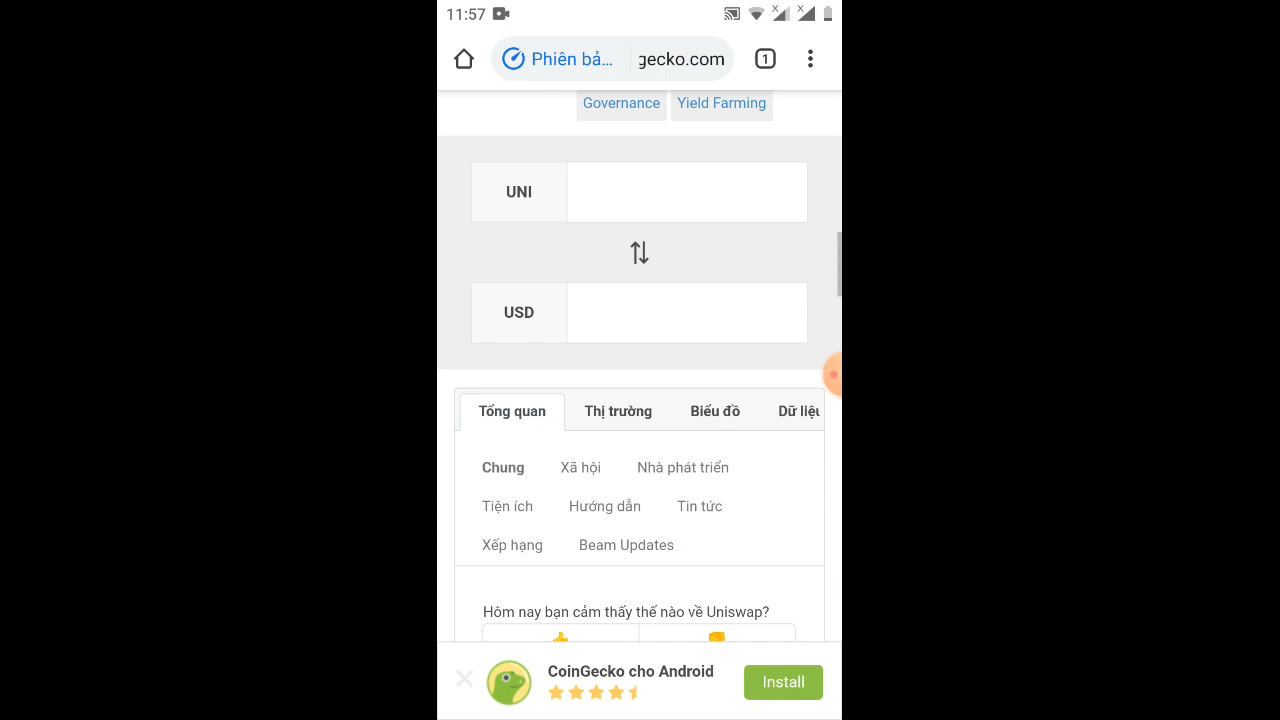 11:57
Phiên bả... gecko.com 1
Governance Yield Farming
UNI
USD
Tổng quan Thị trường Biểu đồ Dữ liệu
Chung Xã hội Nhà phát triển
Tiện ích Hướng dẫn Tin tức
Xếp hạng Beam Updates
Hôm nay bạn cảm thấy thế nào về Uniswap?
CoinGecko cho Android
Install